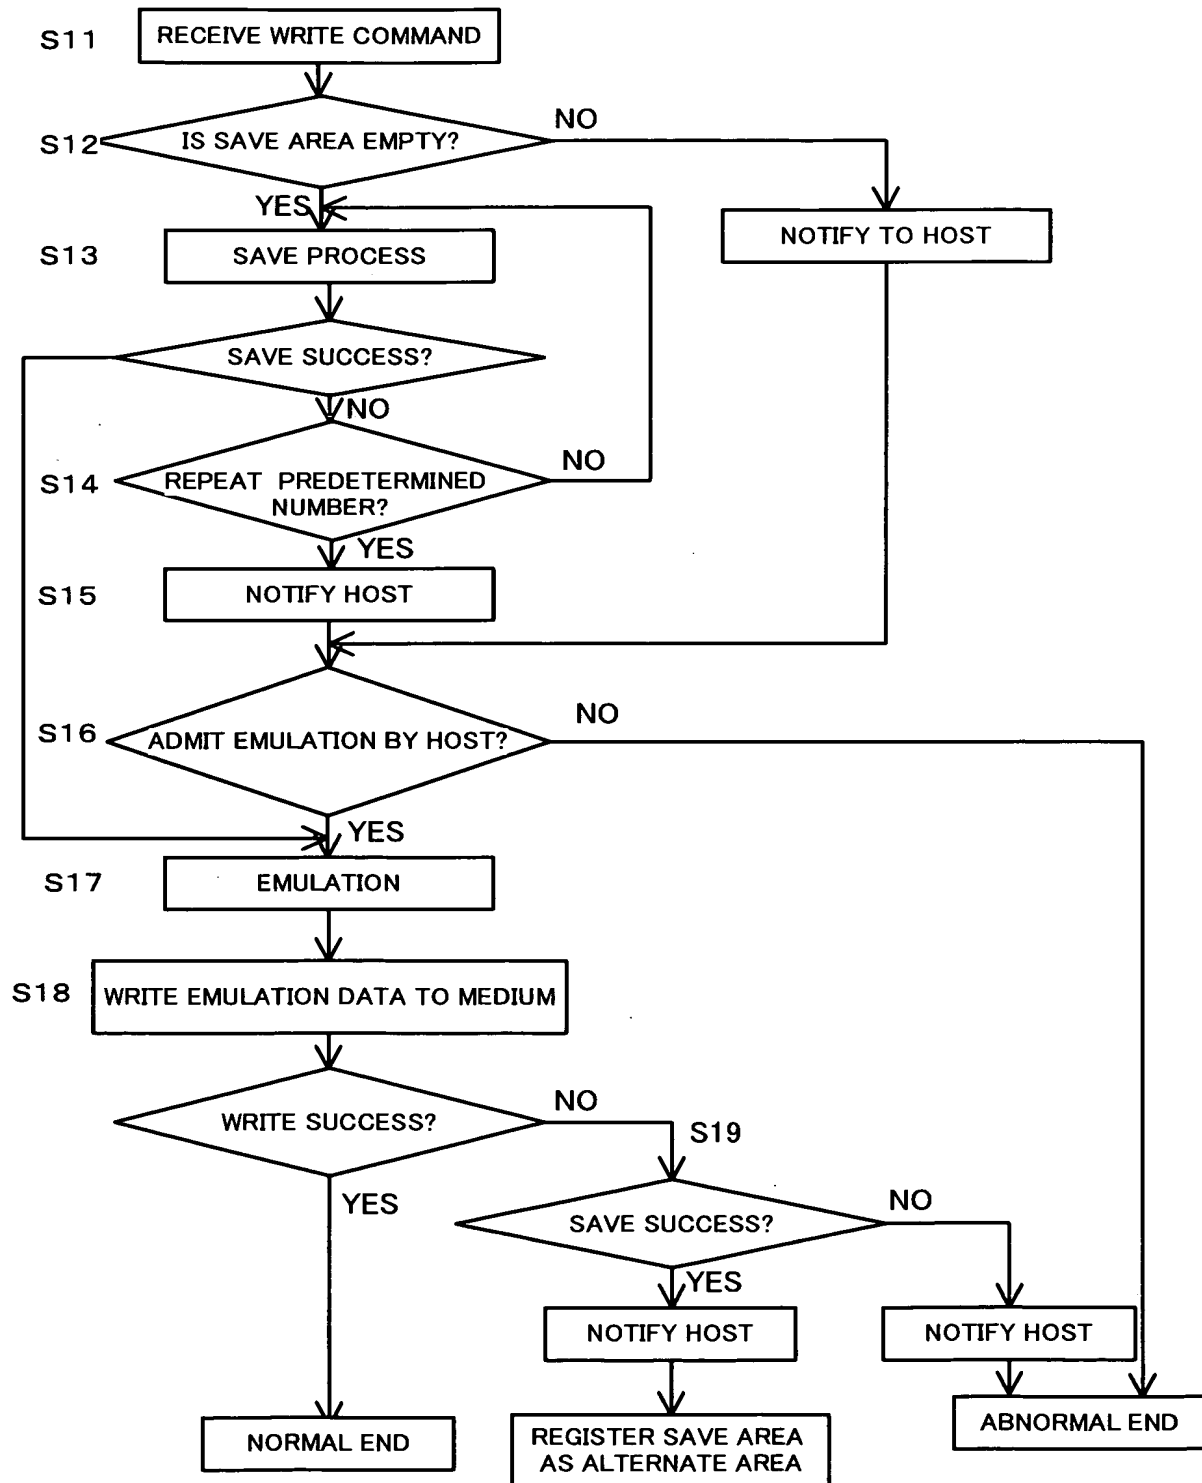 S11
RECEIVE WRITE COMMAND
S12
IS SAVE AREA EMPTY?
NO
YES
NOTIFY TO HOST
S13
SAVE PROCESS
SAVE SUCCESS?
NO
S14
REPEAT PREDETERMINED
NUMBER?
NO
YES
S15
NOTIFY HOST
S16
ADMIT EMULATION BY HOST?
NO
YES
S17
EMULATION
S18
WRITE EMULATION DATA TO MEDIUM
WRITE SUCCESS?
NO
S19
YES
SAVE SUCCESS?
NO
YES
NOTIFY HOST
NOTIFY HOST
NORMAL END
REGISTER SAVE AREA
AS ALTERNATE AREA
ABNORMAL END